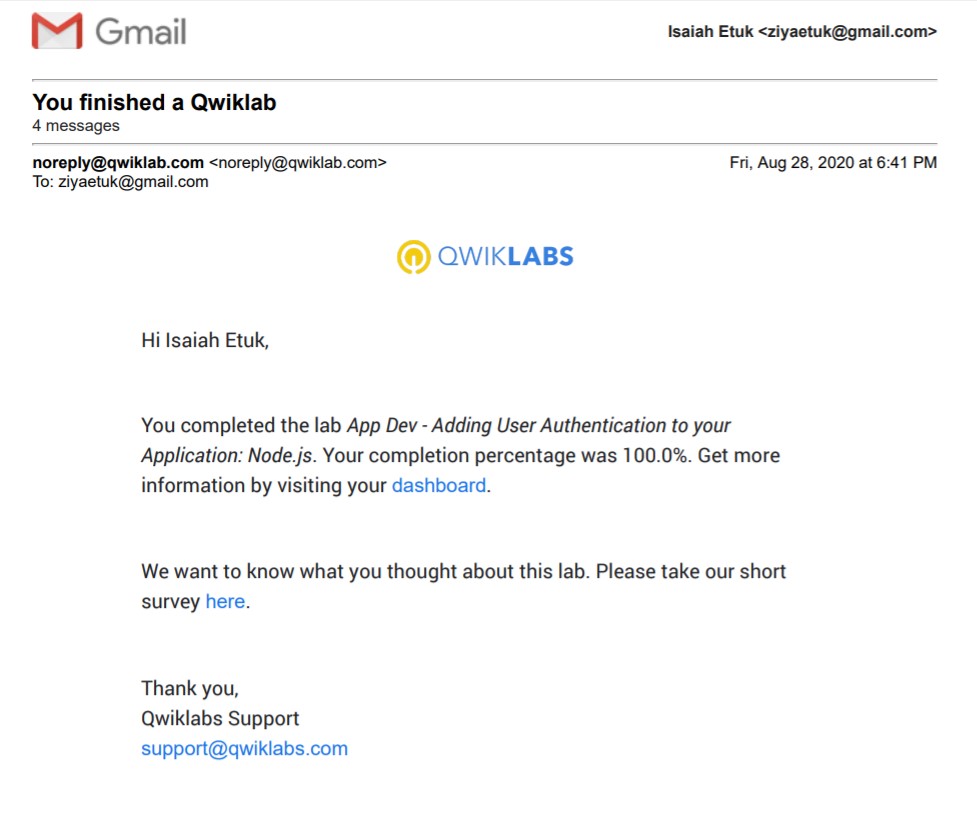 Gmail
Isaiah Etuk <ziyaetuk@gmail.com>
You finished a Qwiklab
4 messages
noreply@qwiklab.com <noreply@qwiklab.com>
Fri, Aug 28, 2020 at 6:41 PM
To: ziyaetuk@gmail.com
QWIKLABS
Hi Isaiah Etuk,
You completed the lab App Dev - Adding User Authentication to your
Application: Node.js. Your completion percentage was 100.0%. Get more
information by visiting your dashboard.
We want to know what you thought about this lab. Please take our short
survey here.
Thank you,
Qwiklabs Support
support@qwiklabs.com